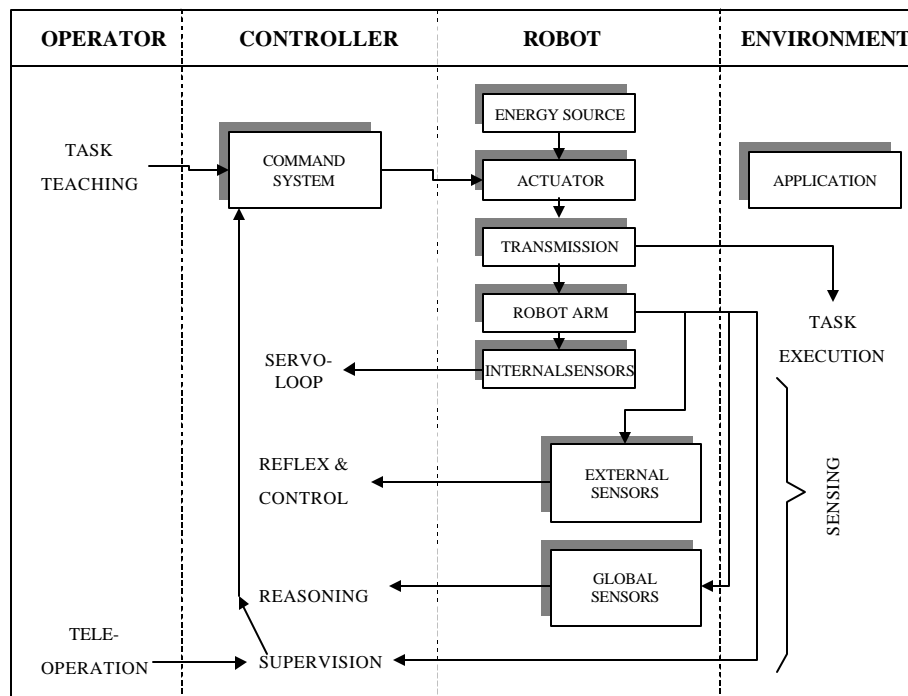 OPERATOR
CONTROLLER
ROBOT
ENVIRONMENT
ENERGY SOURCE
TASK
TEACHING
COMMAND
SYSTEM
ACTUATOR
APPLICATION
TRANSMISSION
ROBOT ARM
TASK
EXECUTION
SERVO-
LOOP
INTERNALSENSORS
REFLEX &
CONTROL
EXTERNAL
SENSORS
SENSING
REASONING
GLOBAL
SENSORS
TELE-
OPERATION
SUPERVISION